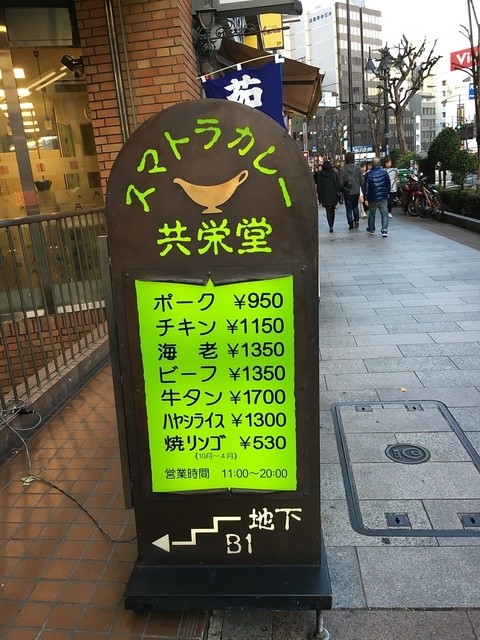 スマトラカレー
共栄堂
ポーク ¥950
チキン ¥1150
海老 ¥1350
ビーフ ¥1350
牛タン ¥1700
ハヤシライス ¥1300
焼リンゴ ¥530
(10月〜4月)
営業時間 11:00〜20:00
地下
B1
茹